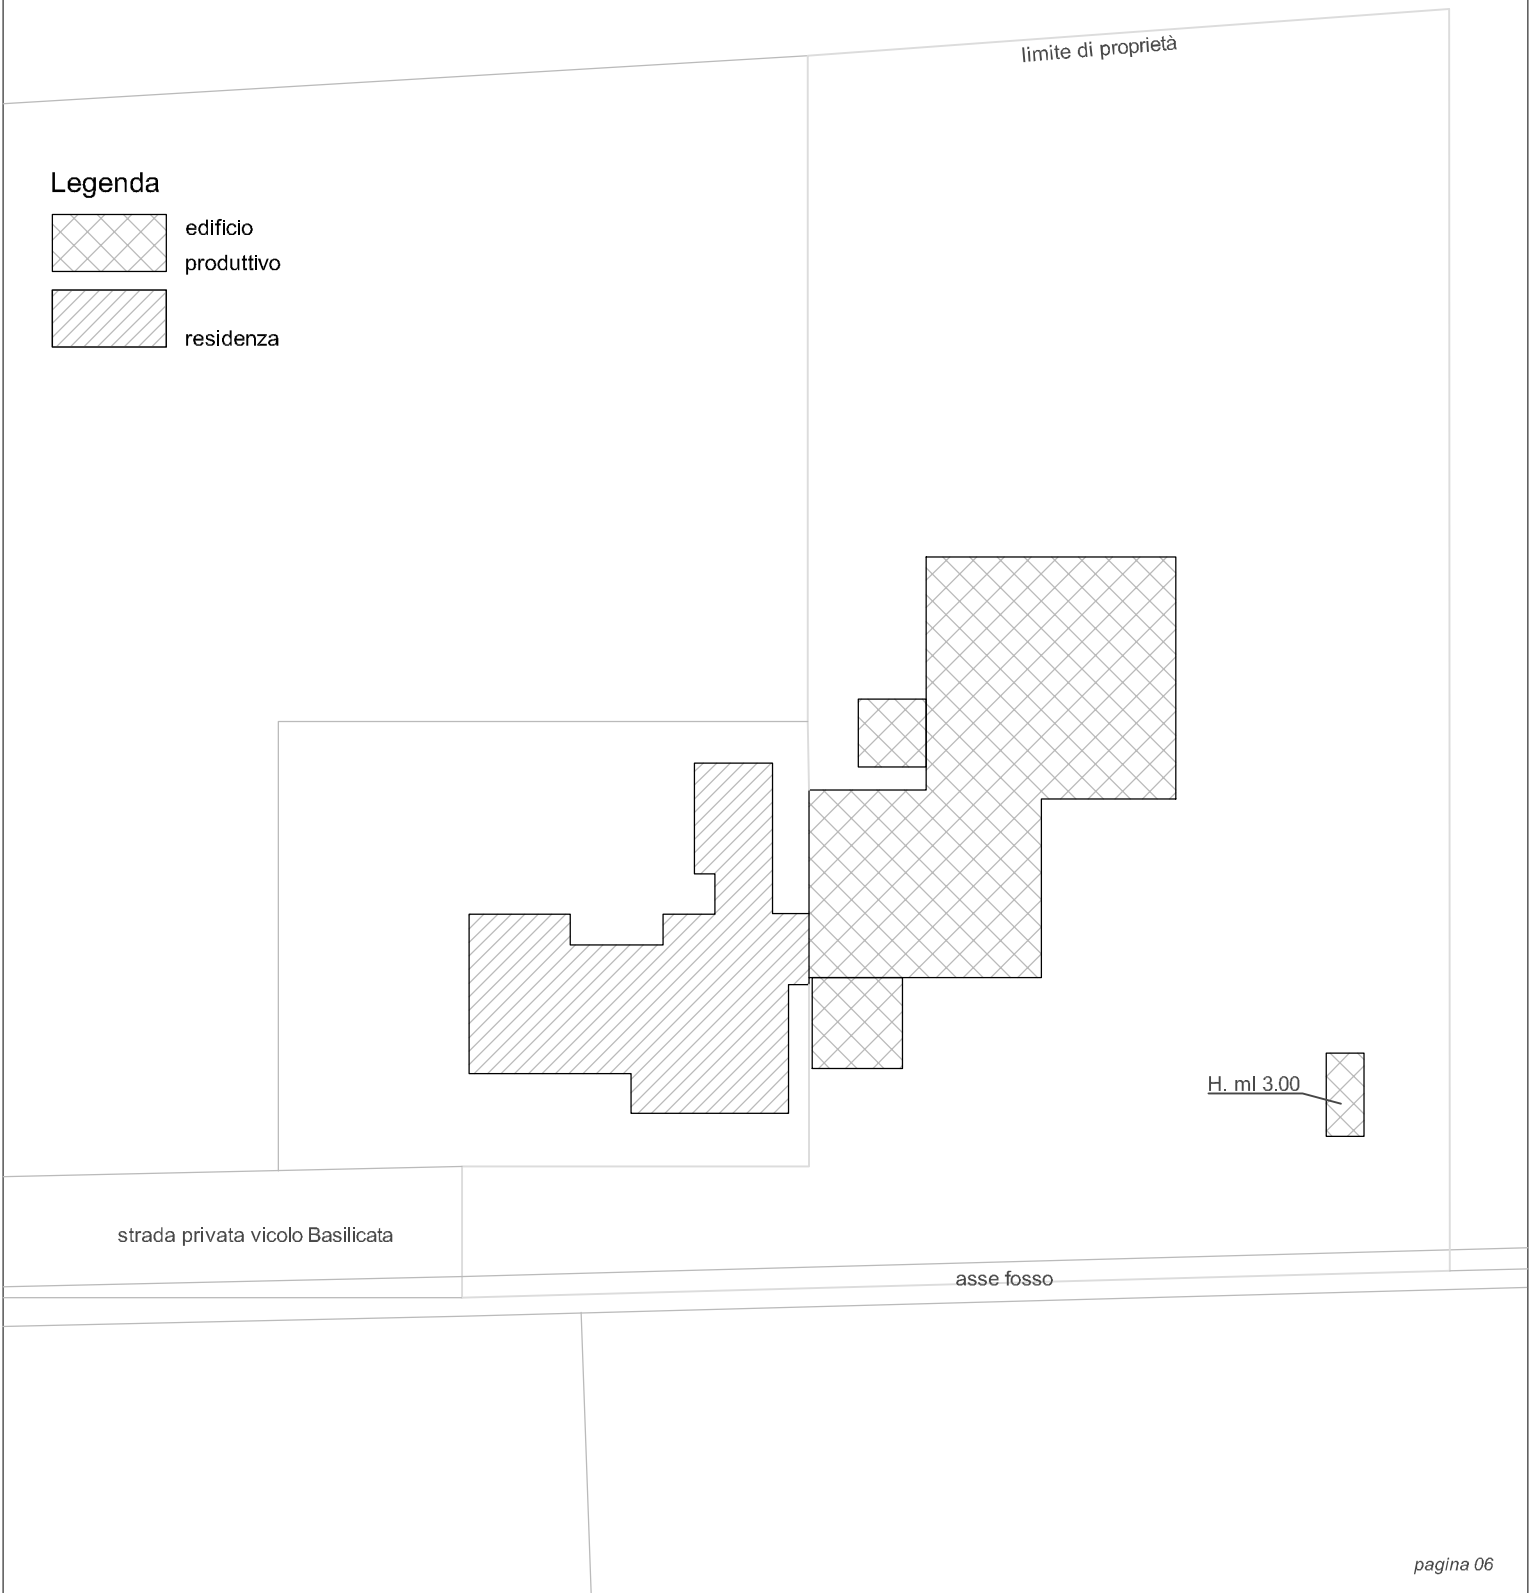 limite di proprietà
Legenda
edificio
produttivo
residenza
H. ml 3.00
strada privata vicolo Basilicata
asse fosso
pagina 06